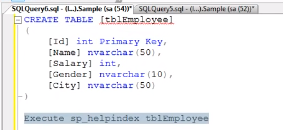 SQLQuery6.sql - (l...).Sample (sa (54))* SQLQuery5.sql - (l...).Sample (sa (52))*
CREATE TABLE [tblEmployee]
(
[Id] int Primary Key,
[Name] nvarchar(50),
[Salary] int,
[Gender] nvarchar(10),
[City] nvarchar(50)
)
Execute sp_helpindex tblEmployee